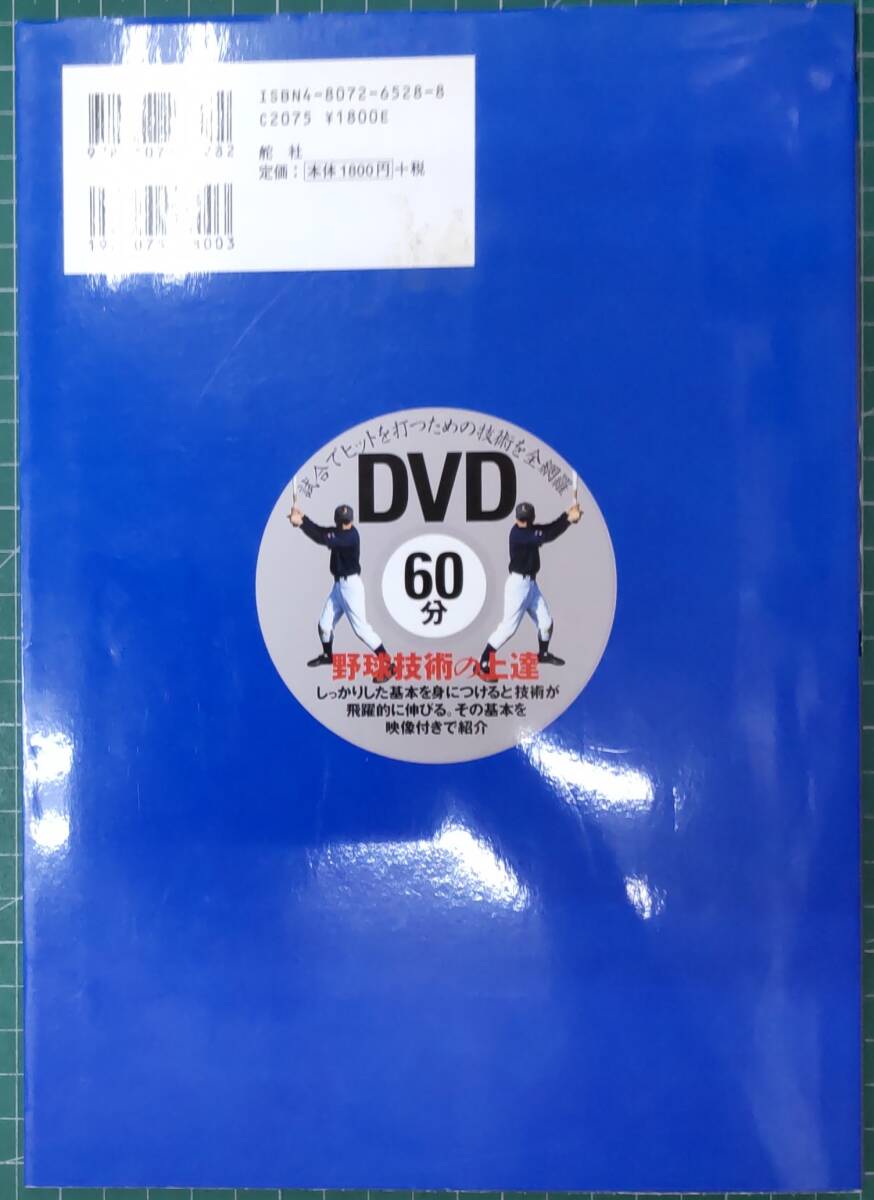 ISBN4-8072-6528-8
C2075 ¥1800E
舵 社
定価：本体1800円＋税
試合でヒットを打つための技術を全網羅
DVD
60
分
野球技術の上達
しっかりした基本を身につけると技術が
飛躍的に伸びる。その基本を
映像付きで紹介